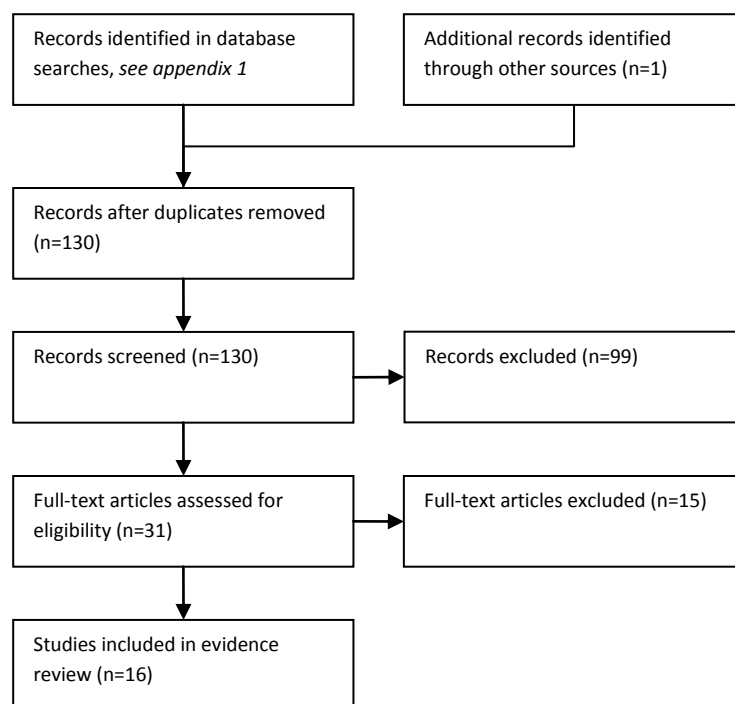 Records identified in database
searches, see appendix 1
Additional records identified
through other sources (n=1)
Records after duplicates removed
(n=130)
Records screened (n=130)
Records excluded (n=99)
Full-text articles assessed for
eligibility (n=31)
Full-text articles excluded (n=15)
Studies included in evidence
review (n=16)